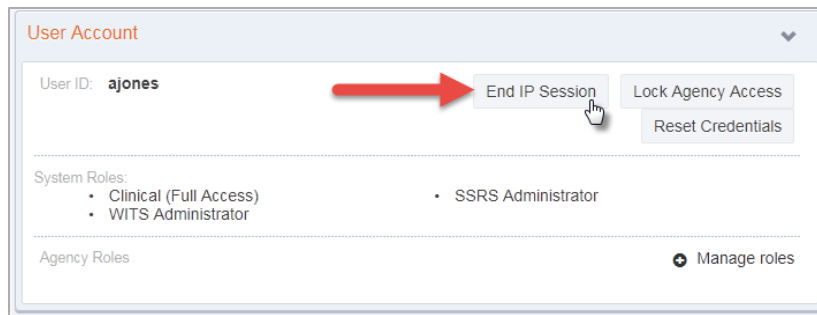 User Account
User ID: ajones
End IP Session Lock Agency Access
Reset Credentials
System Roles:
• Clinical (Full Access) • SSRS Administrator
• WITS Administrator
Agency Roles Manage roles